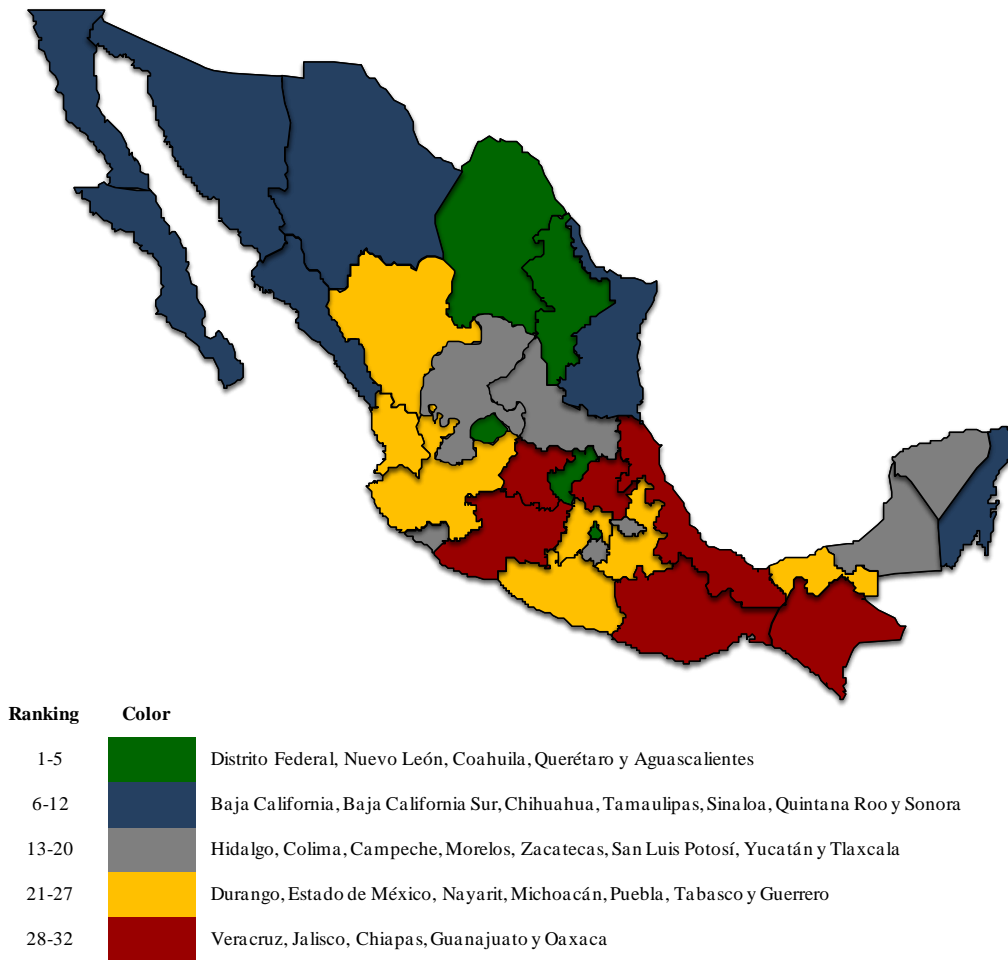 Ranking Color
1-5 Distrito Federal, Nuevo León, Coahuila, Querétaro y Aguascalientes
6-12 Baja California, Baja California Sur, Chihuahua, Tamaulipas, Sinaloa, Quintana Roo y Sonora
13-20 Hidalgo, Colima, Campeche, Morelos, Zacatecas, San Luis Potosí, Yucatán y Tlaxcala
21-27 Durango, Estado de México, Nayarit, Michoacán, Puebla, Tabasco y Guerrero
28-32 Veracruz, Jalisco, Chiapas, Guanajuato y Oaxaca